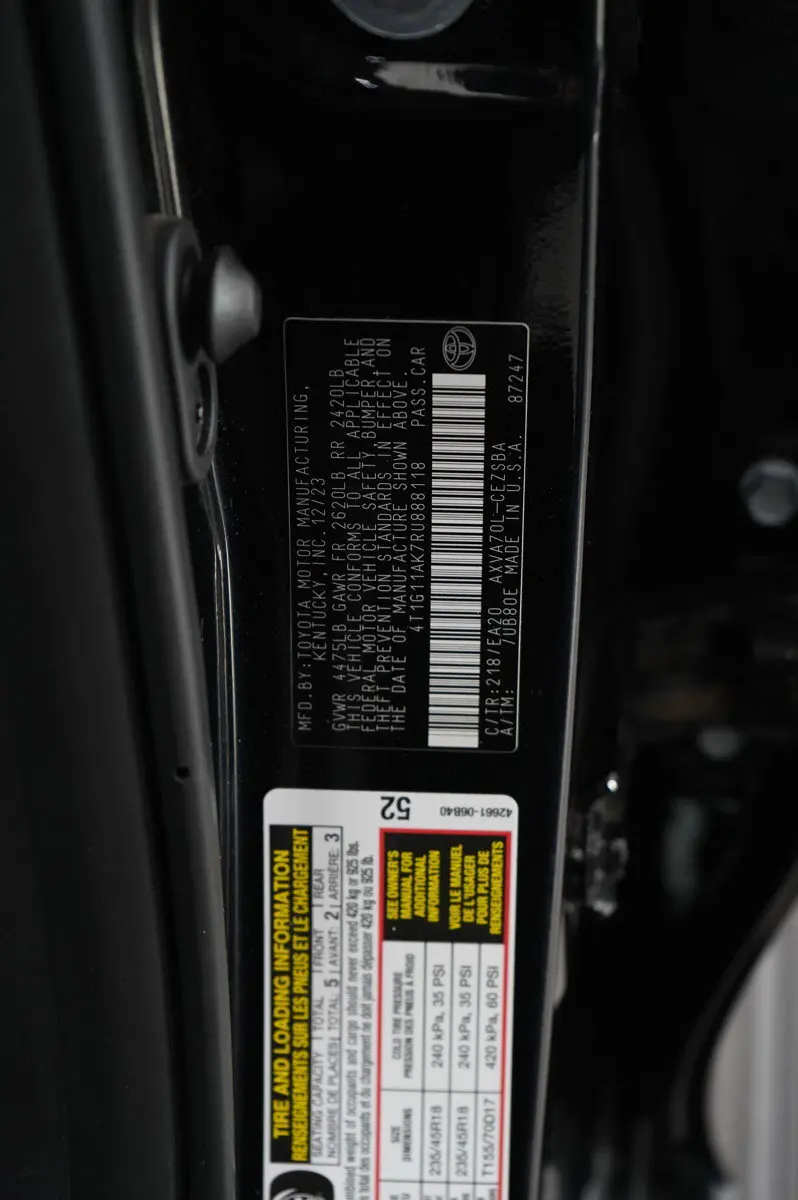 MFD.BY:TOYOTA MOTOR MANUFACTURING,
KENTUCKY, INC. 12/23
GVWR 4475LB GAWR FR 2620LB RR 2420LB
THIS VEHICLE CONFORMS TO ALL APPLICABLE
FEDERAL MOTOR VEHICLE SAFETY, BUMPER, AND
THEFT PREVENTION STANDARDS IN EFFECT ON
THE DATE OF MANUFACTURE SHOWN ABOVE.
4T1G11AK7RU888118 PASS.CAR
C/TR:218/EA20 AXVA70L-CEZSBA
A/TM: /UB80E MADE IN U.S.A. 87247
TIRE AND LOADING INFORMATION
RENSEIGNEMENTS SUR LES PNEUS ET LE CHARGEMENT
SEATING CAPACITY TOTAL FRONT REAR
NOMBRE DE PLACES TOTAL: 5 AVANT: 2 ARRIÈRE: 3
weight of occupants and cargo should never exceed 420 kg or 925 lbs.
total des occupants et du chargement ne doit jamais dépasser 420 kg ou 925 lb.
SIZE
DIMENSIONS
COLD TIRE PRESSURE
PRESSION DES PNEUS À FROID
235/45R18 240 kPa, 35 PSI
235/45R18 240 kPa, 35 PSI
T155/70D17 420 kPa, 60 PSI
SEE OWNER'S
MANUAL FOR
ADDITIONAL
INFORMATION
VOIR LE MANUEL
DE L'USAGER
POUR PLUS DE
RENSEIGNEMENTS
52
42661-06B40